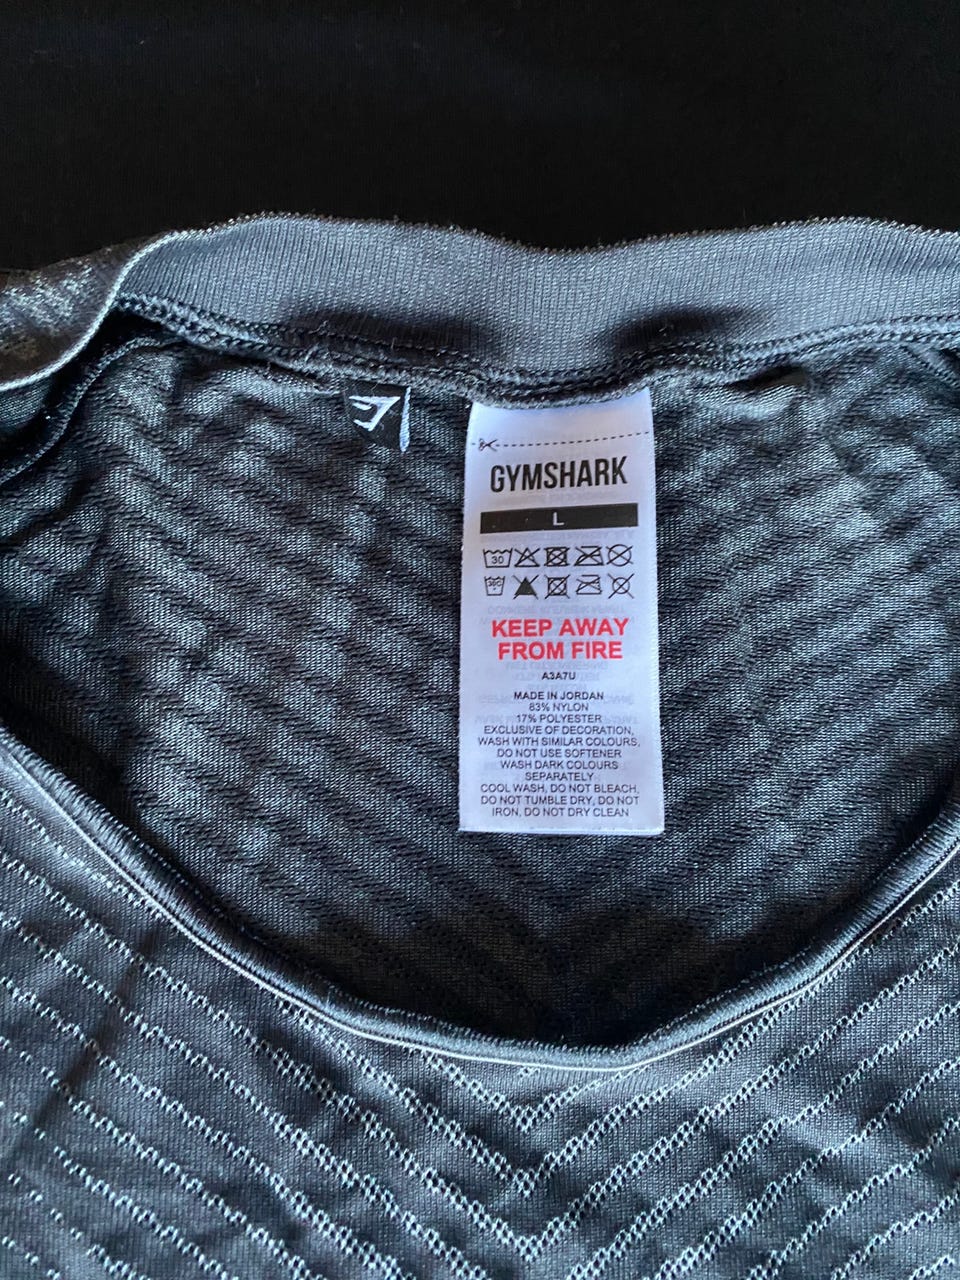 GYMSHARK
L
30
KEEP AWAY
FROM FIRE
A3A7U
MADE IN JORDAN
83% NYLON
17% POLYESTER
EXCLUSIVE OF DECORATION,
WASH WITH SIMILAR COLOURS,
DO NOT USE SOFTENER
WASH DARK COLOURS
SEPARATELY
COOL WASH, DO NOT BLEACH,
DO NOT TUMBLE DRY, DO NOT
IRON, DO NOT DRY CLEAN